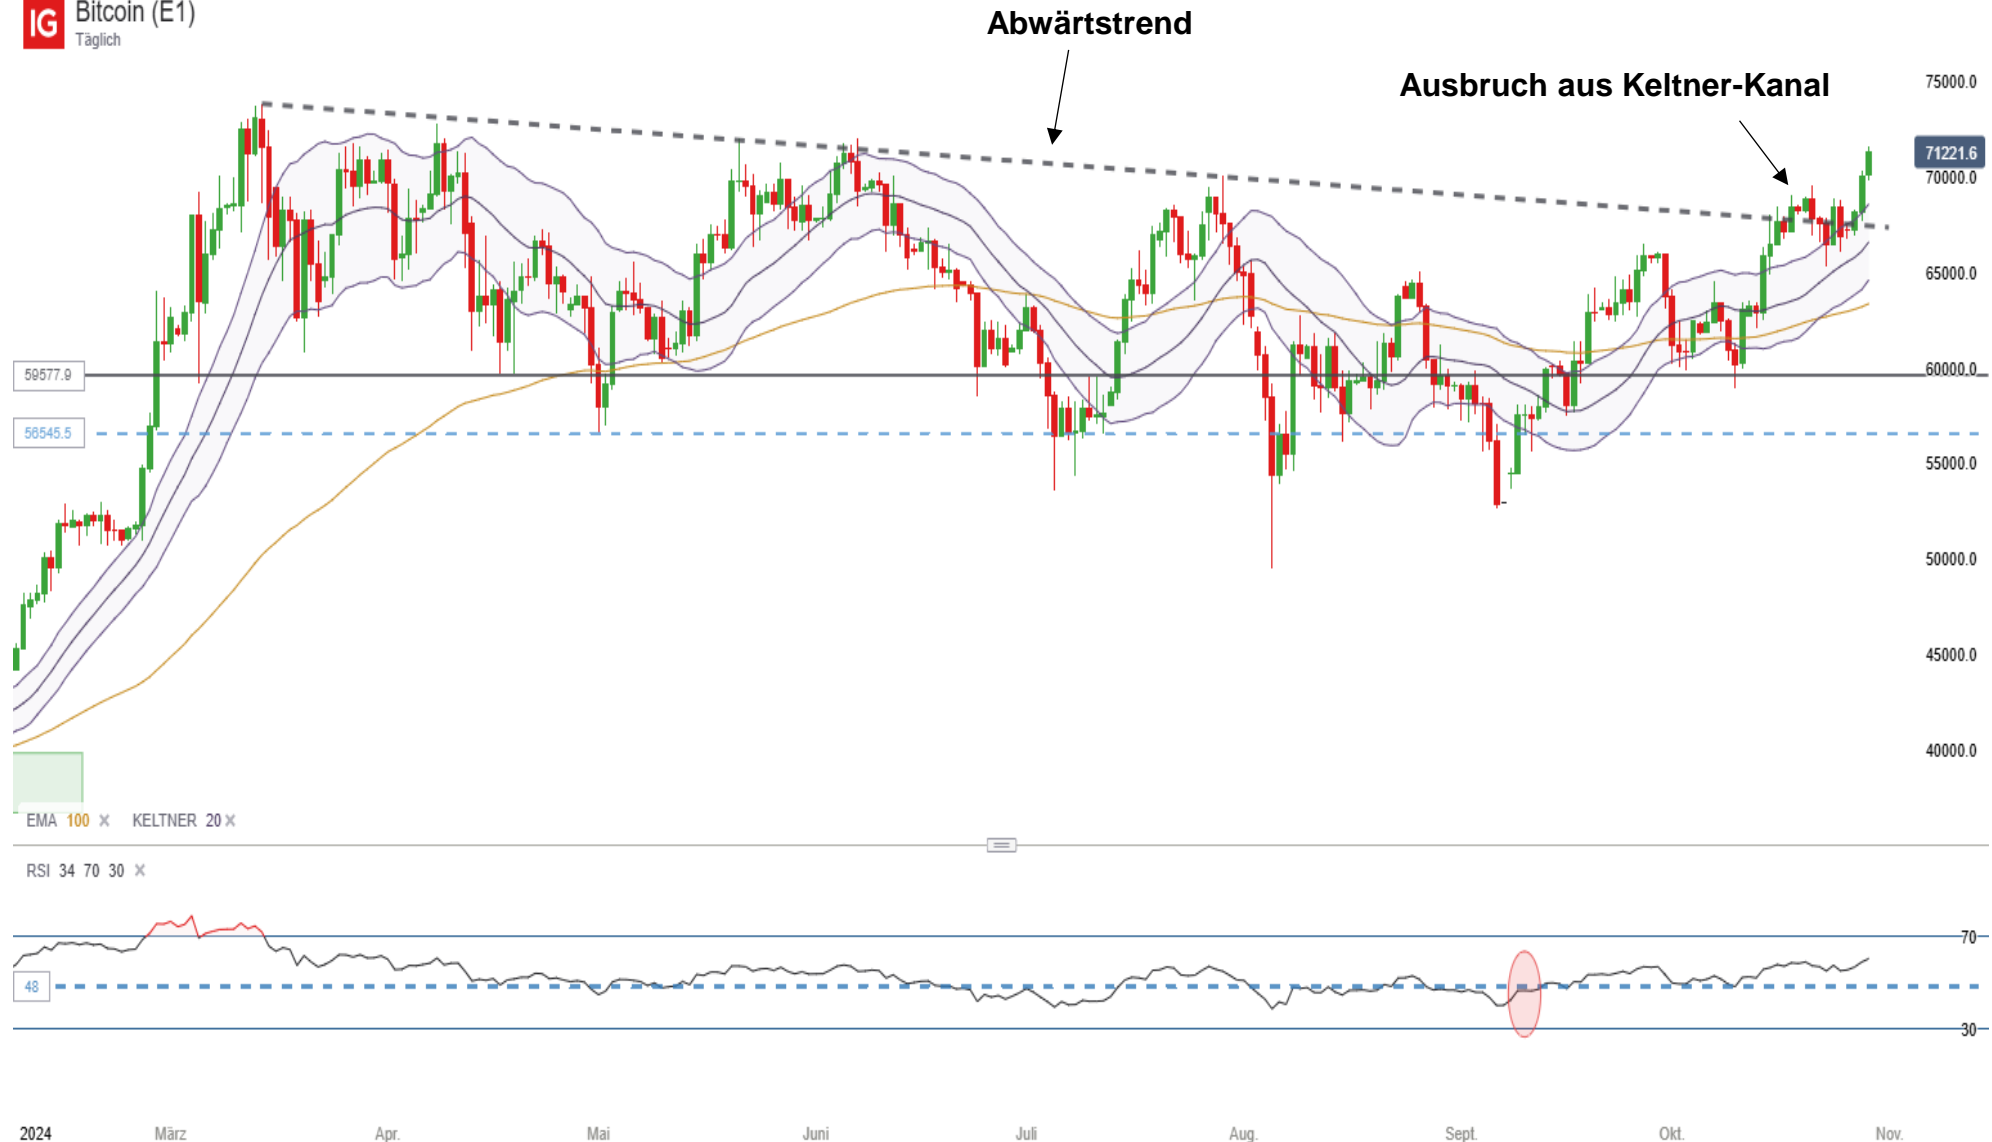 IG Bitcoin (E1)
Täglich
Abwärtstrend
Ausbruch aus Keltner-Kanal
75000.0
71221.6
70000.0
65000.0
59577.9
60000.0
56545.5
55000.0
50000.0
45000.0
40000.0
EMA 100 × KELTNER 20 ×
RSI 34 70 30 ×
70
48
30
2024 März Apr. Mai Juni Juli Aug. Sept. Okt. Nov.